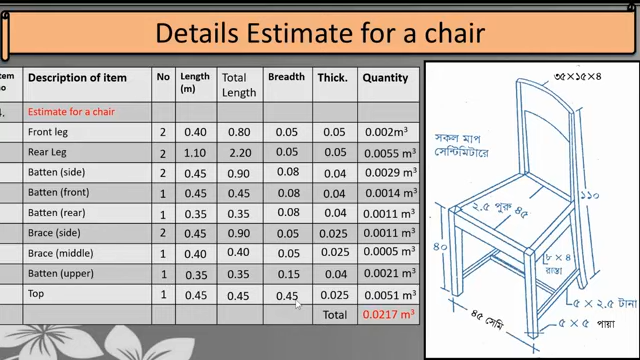 Details Estimate for a chair
tem no Description of item No Length (m) Total Length Breadth Thick. Quantity
4. Estimate for a chair
Front leg 2 0.40 0.80 0.05 0.05 0.002m³
Rear Leg 2 1.10 2.20 0.05 0.05 0.0055 m³
Batten (side) 2 0.45 0.90 0.08 0.04 0.0029 m³
Batten (front) 1 0.45 0.45 0.08 0.04 0.0014 m³
Batten (rear) 1 0.35 0.35 0.08 0.04 0.0011 m³
Brace (side) 2 0.45 0.90 0.05 0.025 0.0011 m³
Brace (middle) 1 0.40 0.40 0.05 0.025 0.0005 m³
Batten (upper) 1 0.35 0.35 0.15 0.04 0.0021 m³
Top 1 0.45 0.45 0.45 0.025 0.0051 m³
Total 0.0217 m³
৩৫×১৫×৪
সকল মাপ
সেন্টিমিটারে
১১০
২.৫ পুরু ৪৫
৪০
৮ × ৪
৫ × ২.৫ টানা
৪৫ সেমি
৫ × ৫ পায়া